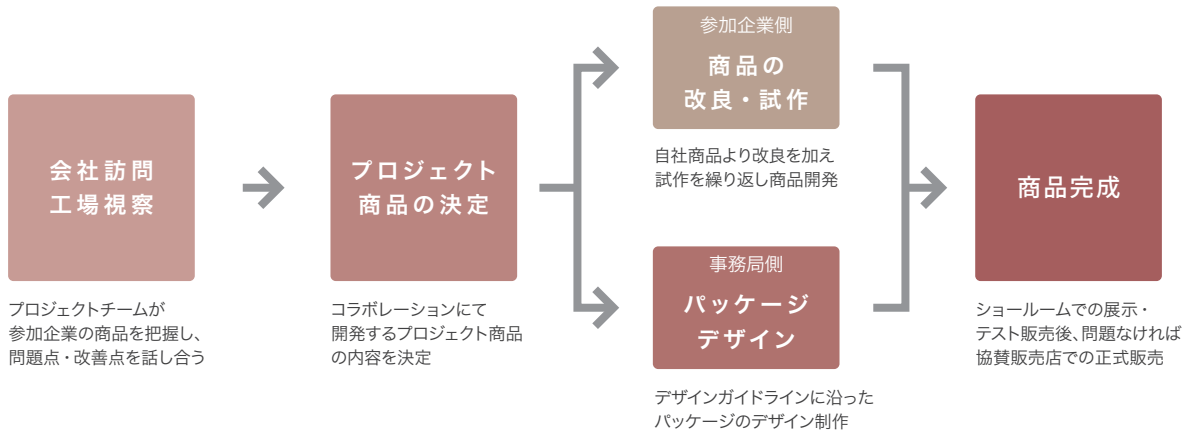 会社訪問
工場視察
プロジェクトチームが
参加企業の商品を把握し、
問題点・改善点を話し合う
プロジェクト
商品の決定
コラボレーションにて
開発するプロジェクト商品
の内容を決定
参加企業側
商品の
改良・試作
自社商品より改良を加え
試作を繰り返し商品開発
事務局側
パッケージ
デザイン
デザインガイドラインに沿った
パッケージのデザイン制作
商品完成
ショールームでの展示・
テスト販売後、問題なければ
協賛販売店での正式販売